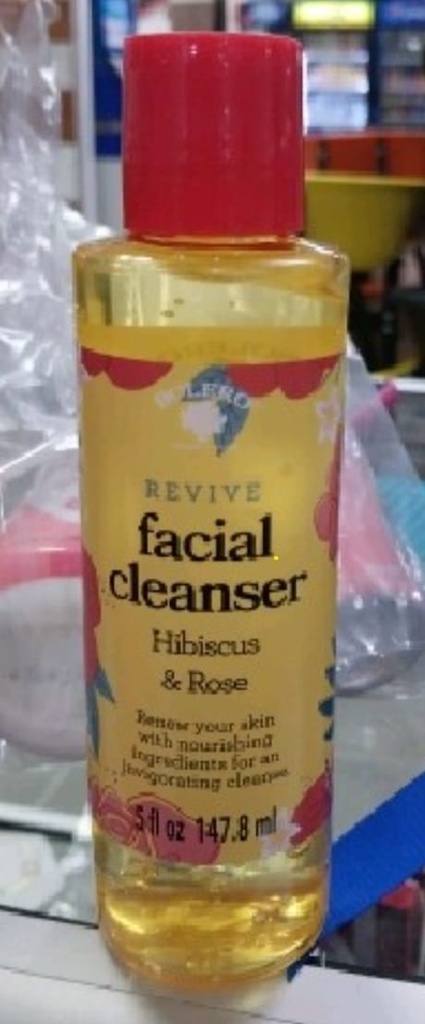 BOLERO
REVIVE
facial
cleanser
Hibiscus
& Rose
Renew your skin
with nourishing
ingredients for an
invigorating cleanse
5 fl oz 147.8 ml